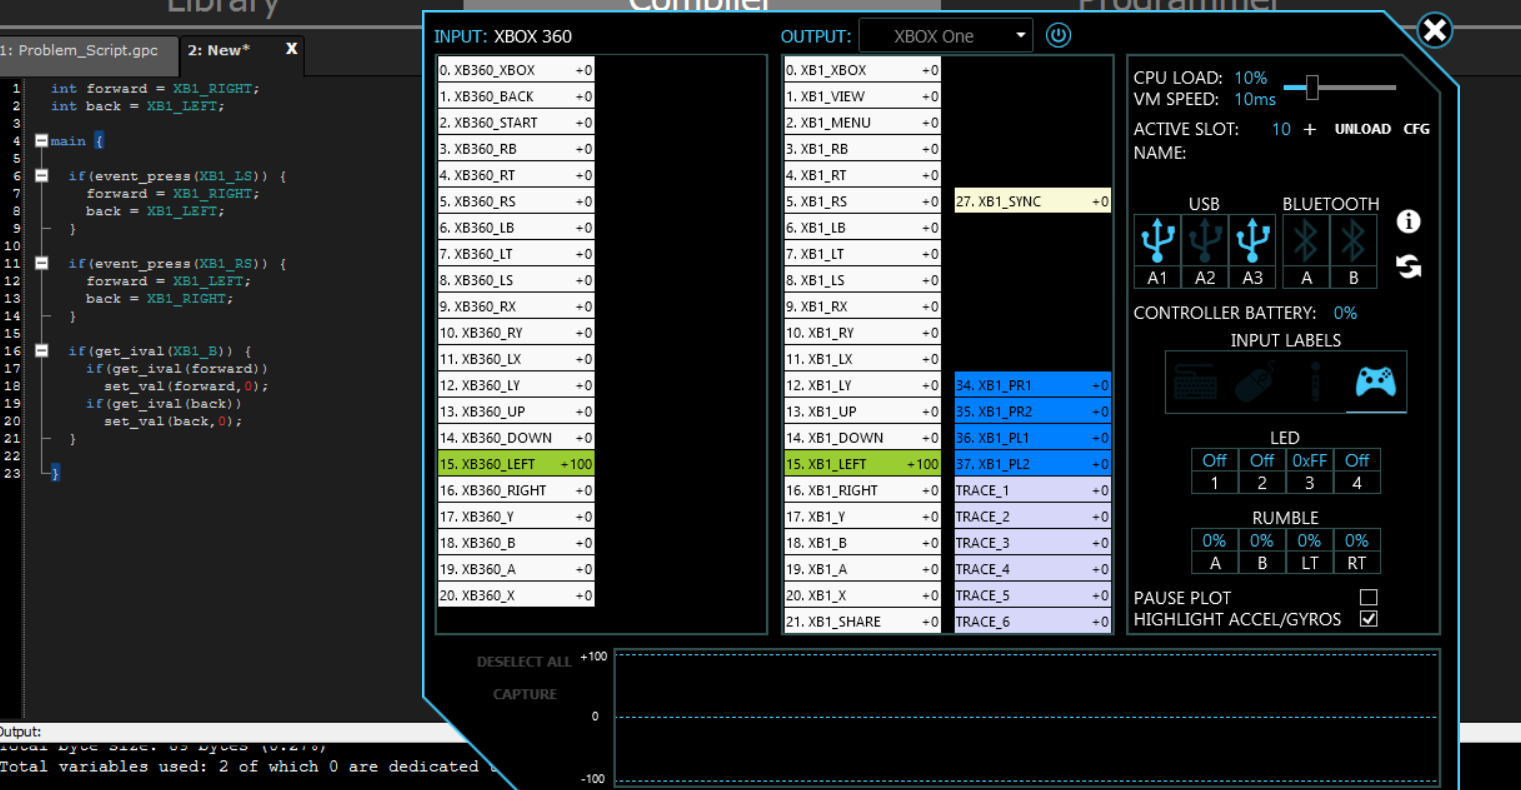 Library
Compiler
Programmer
1: Problem_Script.gpc
2: New*
X
1 int forward = XB1_RIGHT;
2 int back = XB1_LEFT;
3
4 main {
5
6 if(event_press(XB1_LS)) {
7 forward = XB1_RIGHT;
8 back = XB1_LEFT;
9 }
10
11 if(event_press(XB1_RS)) {
12 forward = XB1_LEFT;
13 back = XB1_RIGHT;
14 }
15
16 if(get_ival(XB1_B)) {
17 if(get_ival(forward))
18 set_val(forward,0);
19 if(get_ival(back))
20 set_val(back,0);
21 }
22
23 }
Output:
Total byte size: 69 bytes (0.27%)
Total variables used: 2 of which 0 are dedicated
INPUT: XBOX 360
0. XB360_XBOX +0
1. XB360_BACK +0
2. XB360_START +0
3. XB360_RB +0
4. XB360_RT +0
5. XB360_RS +0
6. XB360_LB +0
7. XB360_LT +0
8. XB360_LS +0
9. XB360_RX +0
10. XB360_RY +0
11. XB360_LX +0
12. XB360_LY +0
13. XB360_UP +0
14. XB360_DOWN +0
15. XB360_LEFT +100
16. XB360_RIGHT +0
17. XB360_Y +0
18. XB360_B +0
19. XB360_A +0
20. XB360_X +0
OUTPUT: XBOX One
0. XB1_XBOX +0
1. XB1_VIEW +0
2. XB1_MENU +0
3. XB1_RB +0
4. XB1_RT +0
5. XB1_RS +0
6. XB1_LB +0
7. XB1_LT +0
8. XB1_LS +0
9. XB1_RX +0
10. XB1_RY +0
11. XB1_LX +0
12. XB1_LY +0
13. XB1_UP +0
14. XB1_DOWN +0
15. XB1_LEFT +100
16. XB1_RIGHT +0
17. XB1_Y +0
18. XB1_B +0
19. XB1_A +0
20. XB1_X +0
21. XB1_SHARE +0
27. XB1_SYNC +0
34. XB1_PR1 +0
35. XB1_PR2 +0
36. XB1_PL1 +0
37. XB1_PL2 +0
TRACE_1 +0
TRACE_2 +0
TRACE_3 +0
TRACE_4 +0
TRACE_5 +0
TRACE_6 +0
CPU LOAD: 10%
VM SPEED: 10ms
ACTIVE SLOT: 10 + UNLOAD CFG
NAME:
USB BLUETOOTH
A1 A2 A3 A B
CONTROLLER BATTERY: 0%
INPUT LABELS
LED
Off Off 0xFF Off
1 2 3 4
RUMBLE
0% 0% 0% 0%
A B LT RT
PAUSE PLOT
HIGHLIGHT ACCEL/GYROS
DESELECT ALL
CAPTURE
+100
0
-100